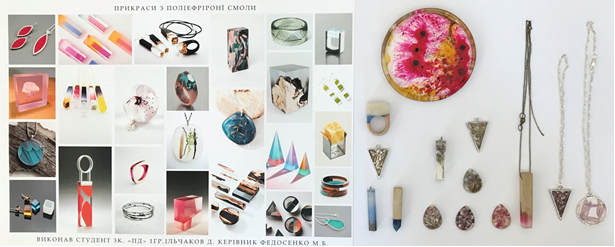 ПРИКРАСИ З ПОЛІЕФІРНОЇ СМОЛИ
ВИКОНАВ СТУДЕНТ 3К. «ПД» 1ГР.ІЛЬЧАКОВ Д. КЕРІВНИК ФЕДОСЕНКО М.Б.